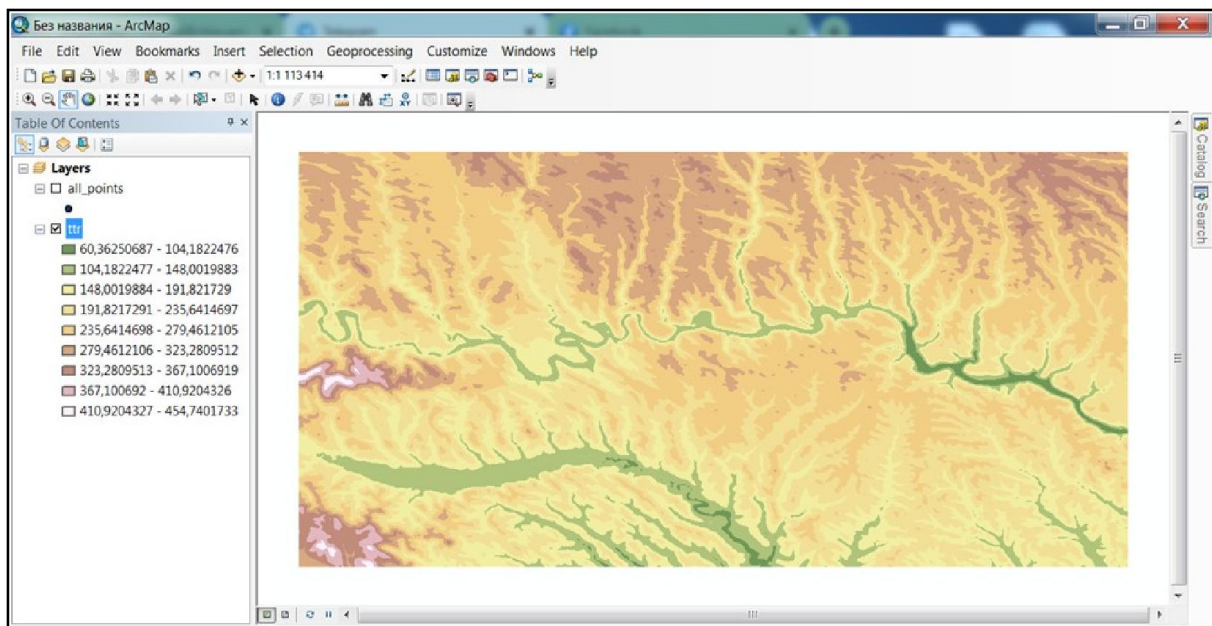 Без названия - ArcMap
File Edit View Bookmarks Insert Selection Geoprocessing Customize Windows Help
1:1 113 414
Table Of Contents
Layers
all_points
ttr
60,36250687 - 104,1822476
104,1822477 - 148,0019883
148,0019884 - 191,821729
191,8217291 - 235,6414697
235,6414698 - 279,4612105
279,4612106 - 323,2809512
323,2809513 - 367,1006919
367,100692 - 410,9204326
410,9204327 - 454,7401733
Catalog
Search